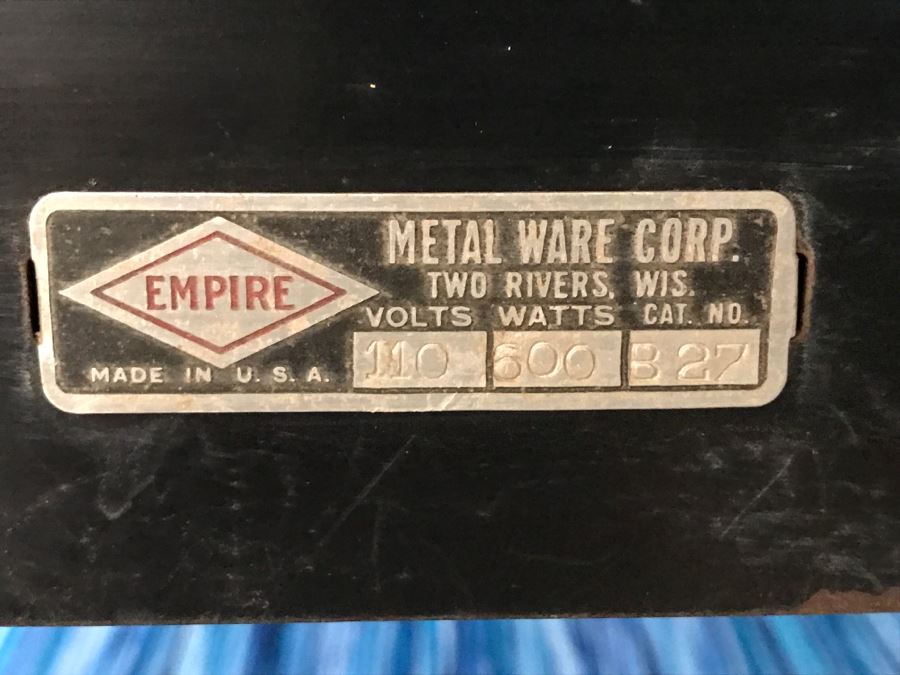 EMPIRE
MADE IN U. S. A.
METAL WARE CORP.
TWO RIVERS, WIS.
VOLTS WATTS CAT. NO.
110 600 B 27